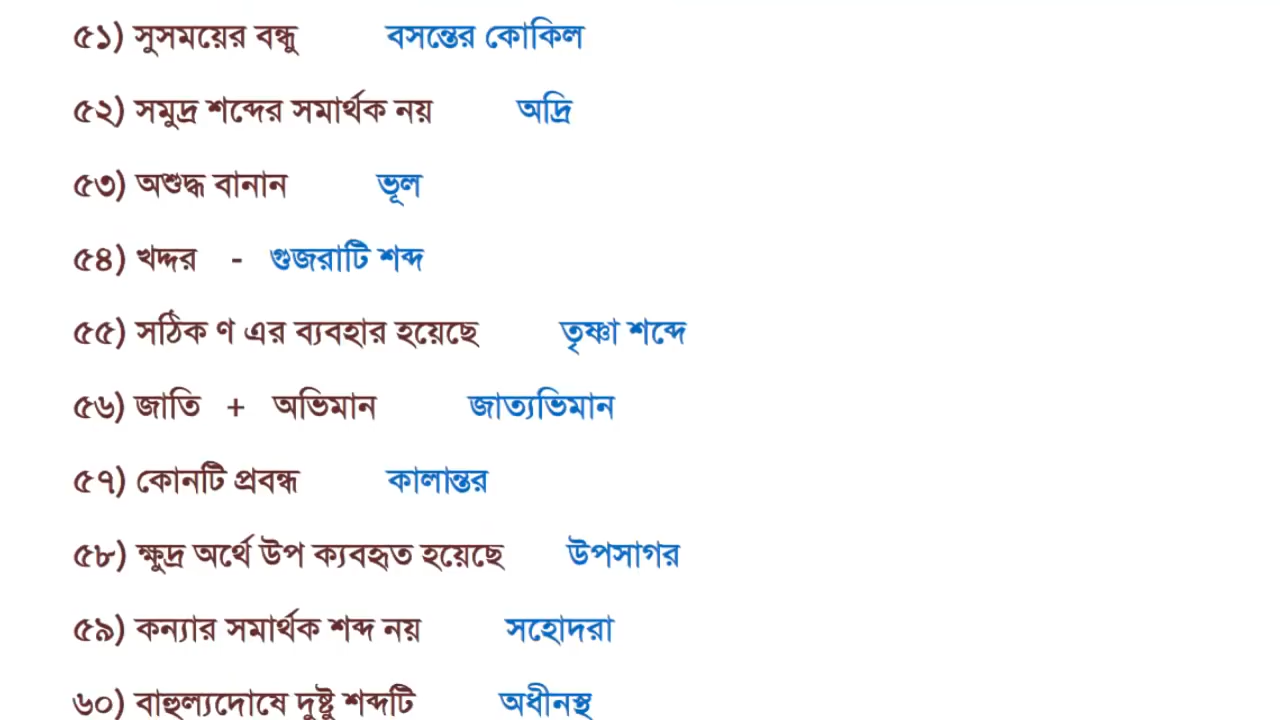 ৫১) সুসময়ের বন্ধু বসন্তের কোকিল
৫২) সমুদ্র শব্দের সমার্থক নয় অদ্রি
৫৩) অশুদ্ধ বানান ভূল
৫৪) খদ্দর - গুজরাটি শব্দ
৫৫) সঠিক ণ এর ব্যবহার হয়েছে তৃষ্ণা শব্দে
৫৬) জাতি + অভিমান জাত্যভিমান
৫৭) কোনটি প্রবন্ধ কালান্তর
৫৮) ক্ষুদ্র অর্থে উপ ক্যবহৃত হয়েছে উপসাগর
৫৯) কন্যার সমার্থক শব্দ নয় সহোদরা
৬০) বাহুল্যদোষে দুষ্টু শব্দটি অধীনস্থ